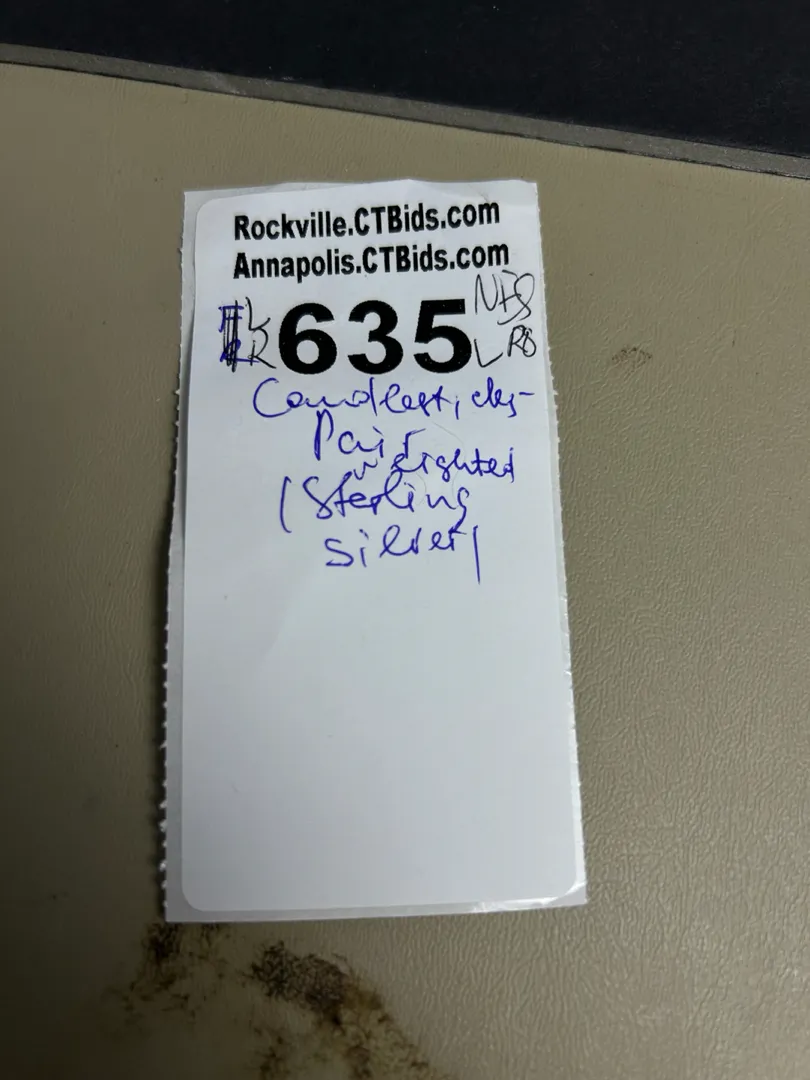 Rockville.CTBids.com
Annapolis.CTBids.com
635
Candlesticks-
Pair
weighted
(Sterling
silver)